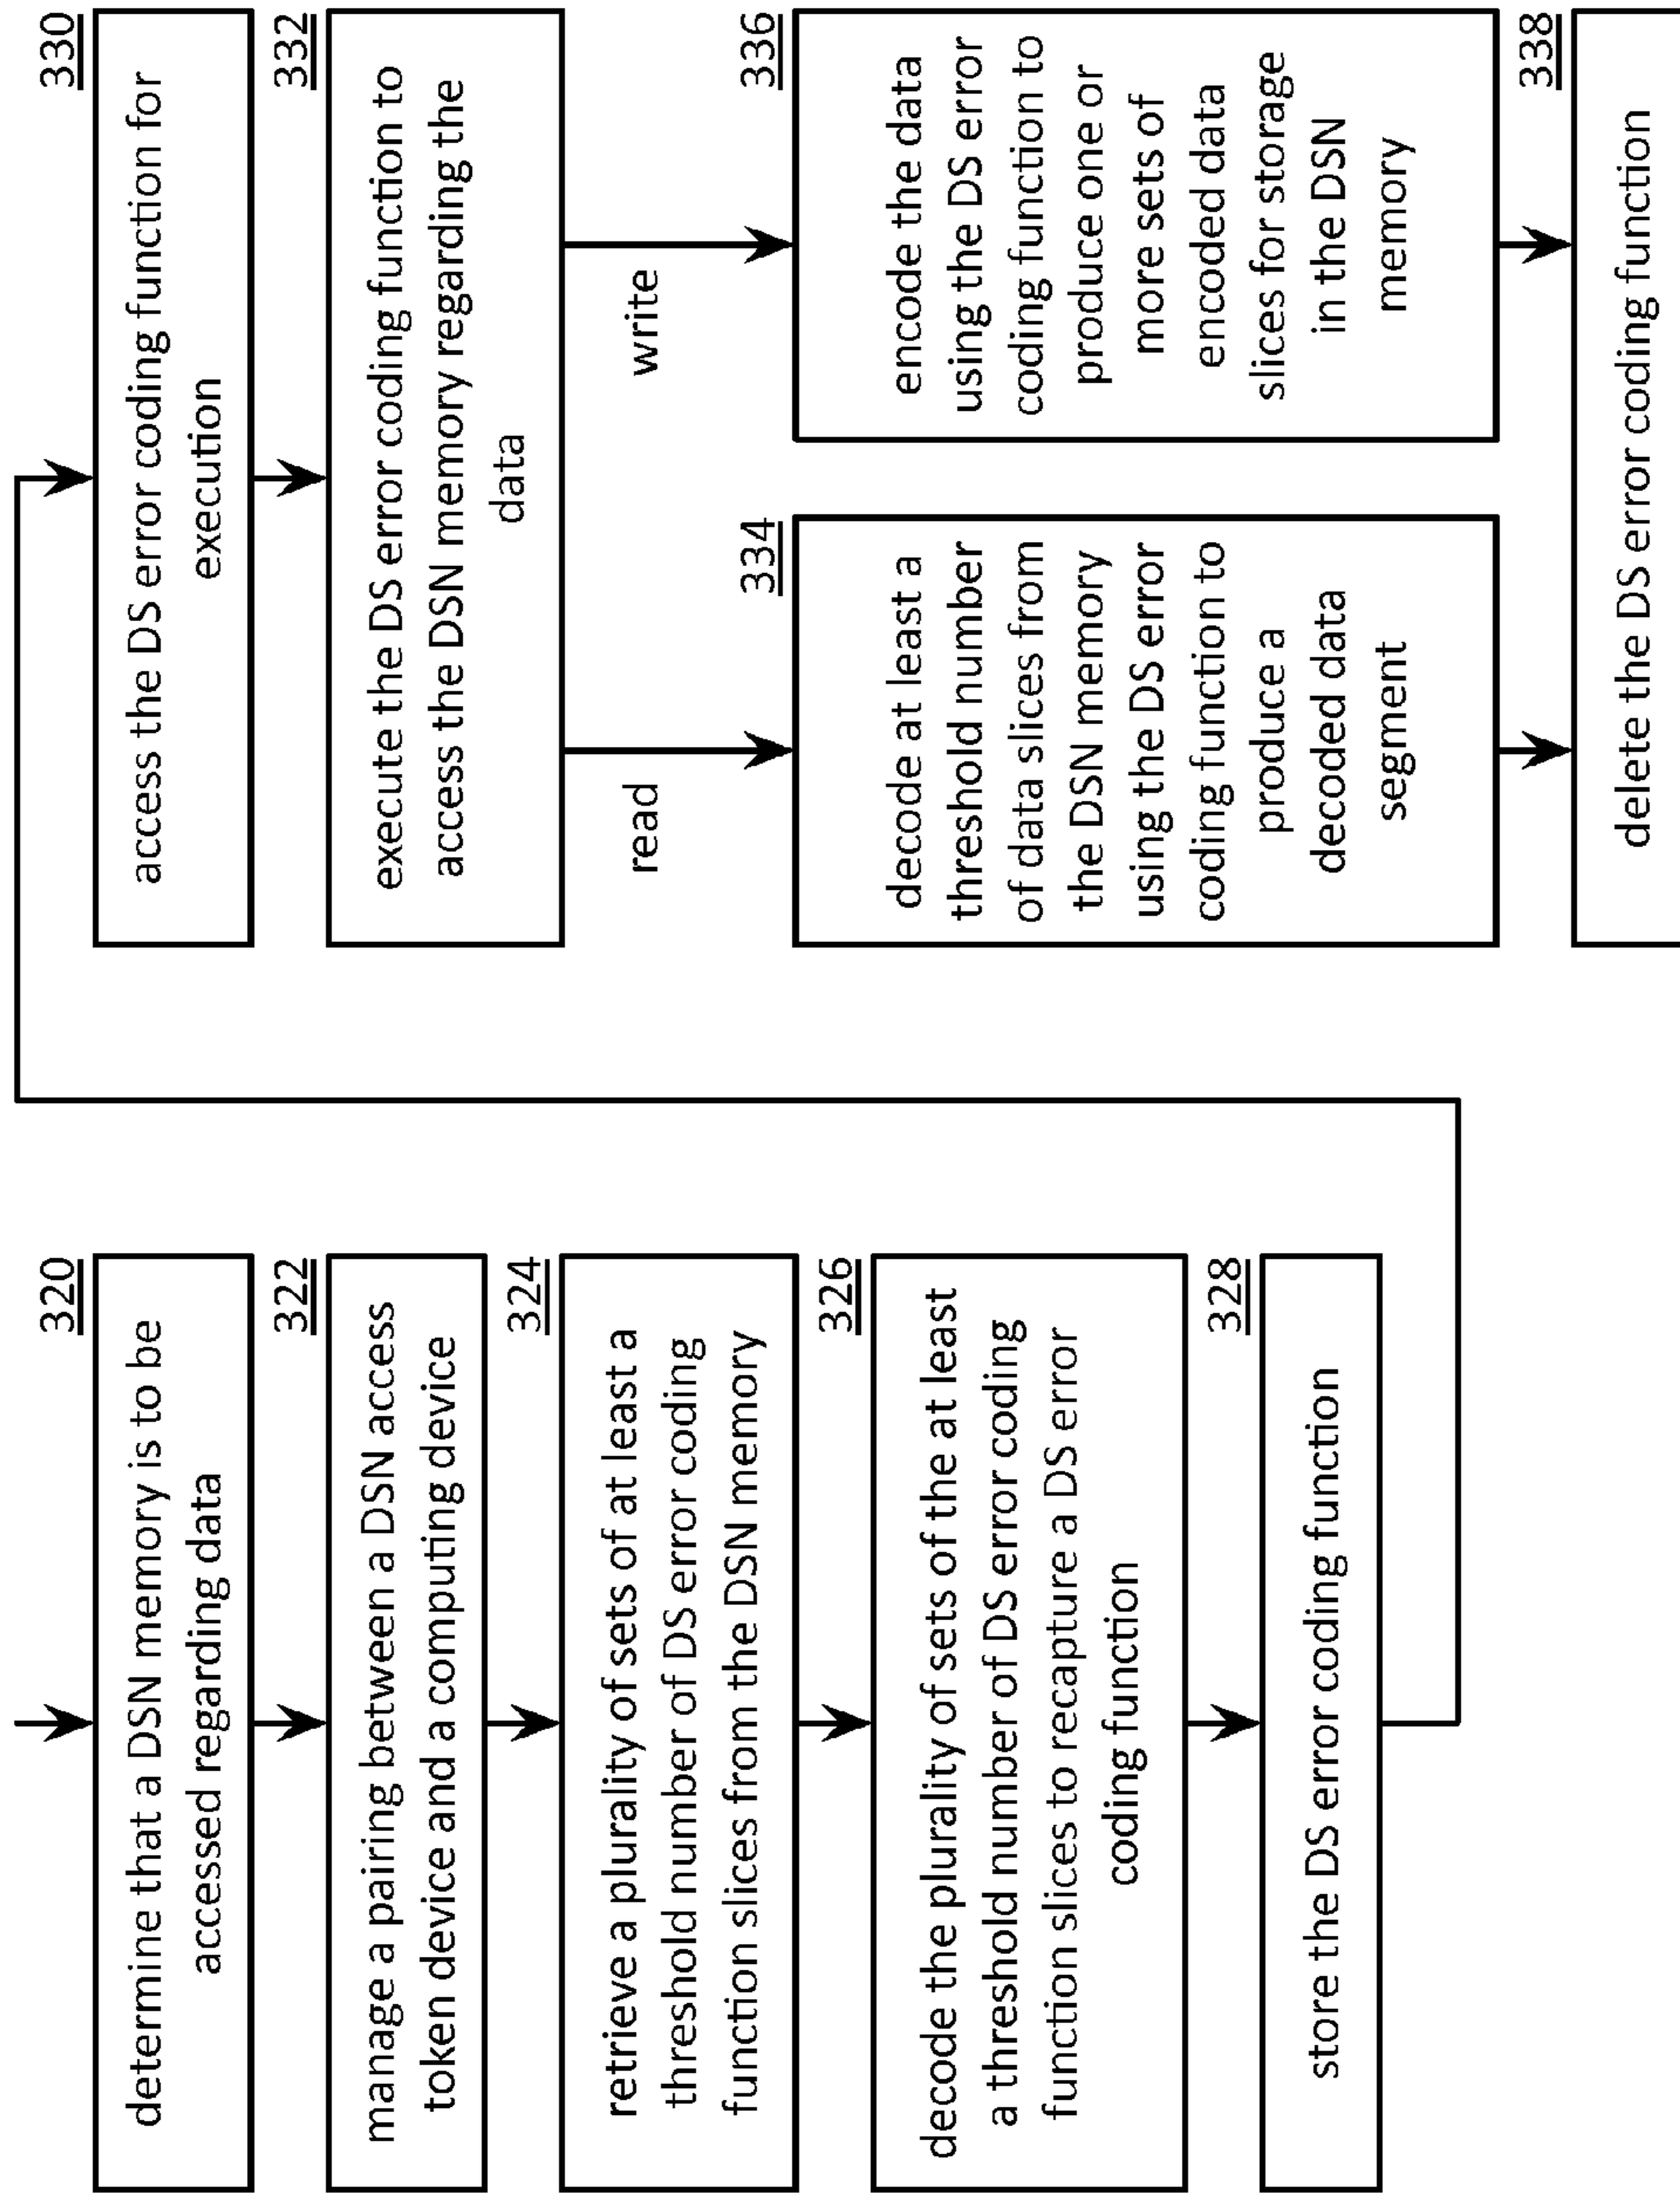 320
determine that a DSN memory is to be
accessed regarding data
322
manage a pairing between a DSN access
token device and a computing device
324
retrieve a plurality of sets of at least a
threshold number of DS error coding
function slices from the DSN memory
326
decode the plurality of sets of the at least
a threshold number of DS error coding
function slices to recapture a DS error
coding function
328
store the DS error coding function
330
access the DS error coding function for
execution
332
execute the DS error coding function to
access the DSN memory regarding the
data
read
write
334
decode at least a
threshold number
of data slices from
the DSN memory
using the DS error
coding function to
produce a
decoded data
segment
336
encode the data
using the DS error
coding function to
produce one or
more sets of
encoded data
slices for storage
in the DSN
memory
338
delete the DS error coding function